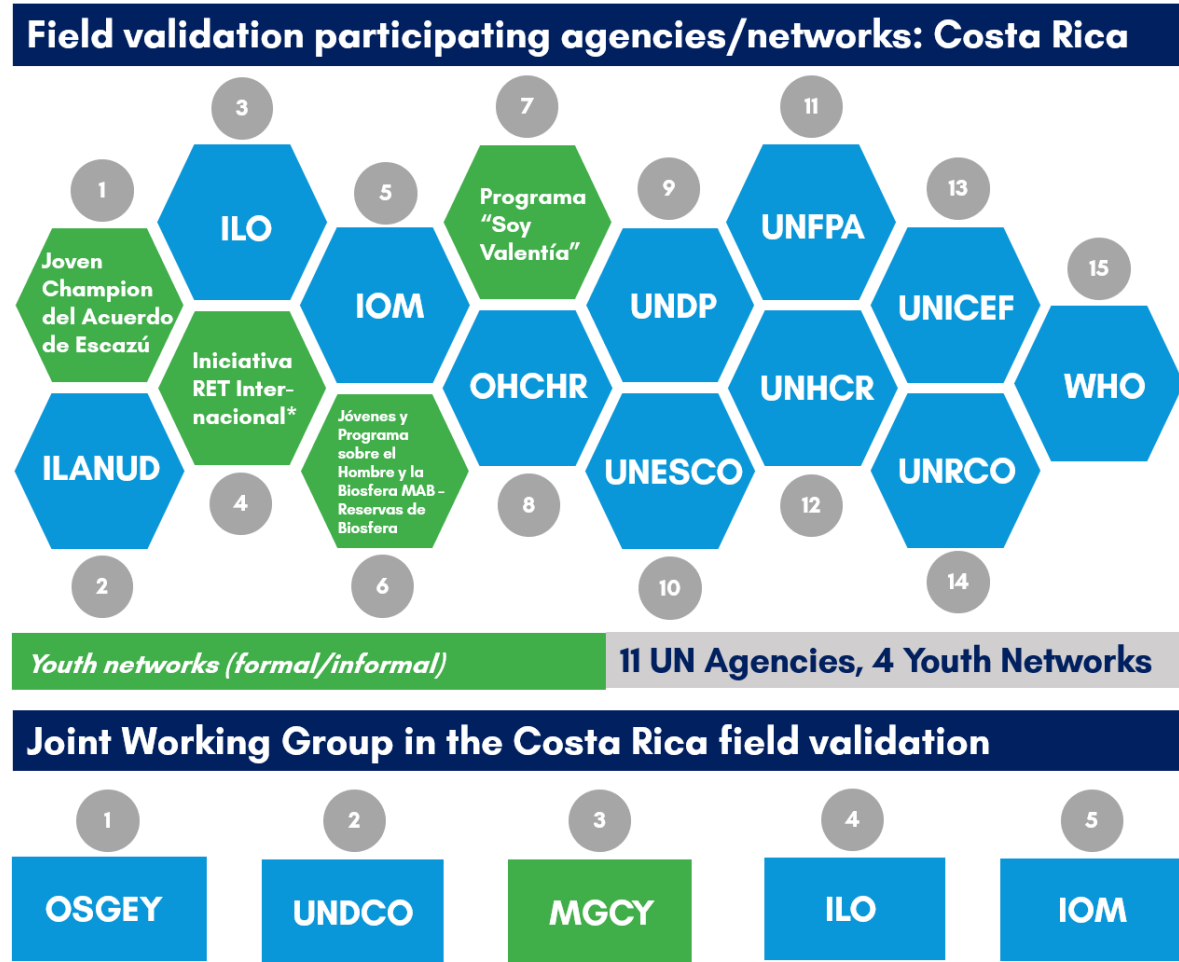 Field validation participating agencies/networks: Costa Rica
1
Joven
Champion
del Acuerdo
de Escazú
2
ILANUD
3
ILO
4
Iniciativa
RET Inter-
nacional*
5
IOM
6
Jóvenes y
Programa
sobre el
Hombre y la
Biosfera MAB –
Reservas de
Biosfera
7
Programa
“Soy
Valentía”
8
OHCHR
9
UNDP
10
UNESCO
11
UNFPA
12
UNHCR
13
UNICEF
14
UNRCO
15
WHO
Youth networks (formal/informal)
11 UN Agencies, 4 Youth Networks
Joint Working Group in the Costa Rica field validation
1
OSGEY
2
UNDCO
3
MGCY
4
ILO
5
IOM